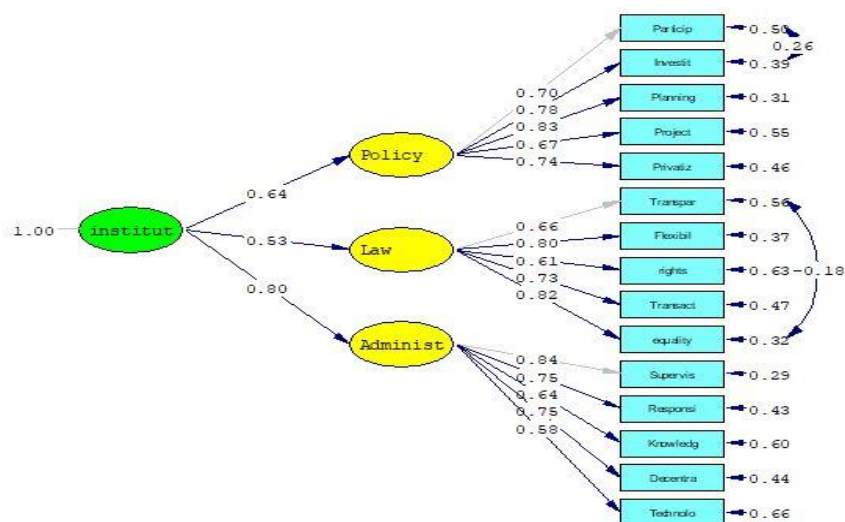 Particip 0.50
0.26
Investit 0.39
0.70
0.78
Planning 0.31
0.83
Project 0.55
0.67
Policy
0.74
Privatiz 0.46
0.64
Transpar 0.56
1.00 institut
0.66
Flexibil 0.37
0.53
0.80
Law
0.61
rights 0.63
-0.18
0.73
0.80
0.82
Transact 0.47
Administ
equality 0.32
0.84
Supervis 0.29
0.75
0.64
Responsi 0.43
0.75
0.58
Knowledg 0.60
Decentra 0.44
Technolo 0.66